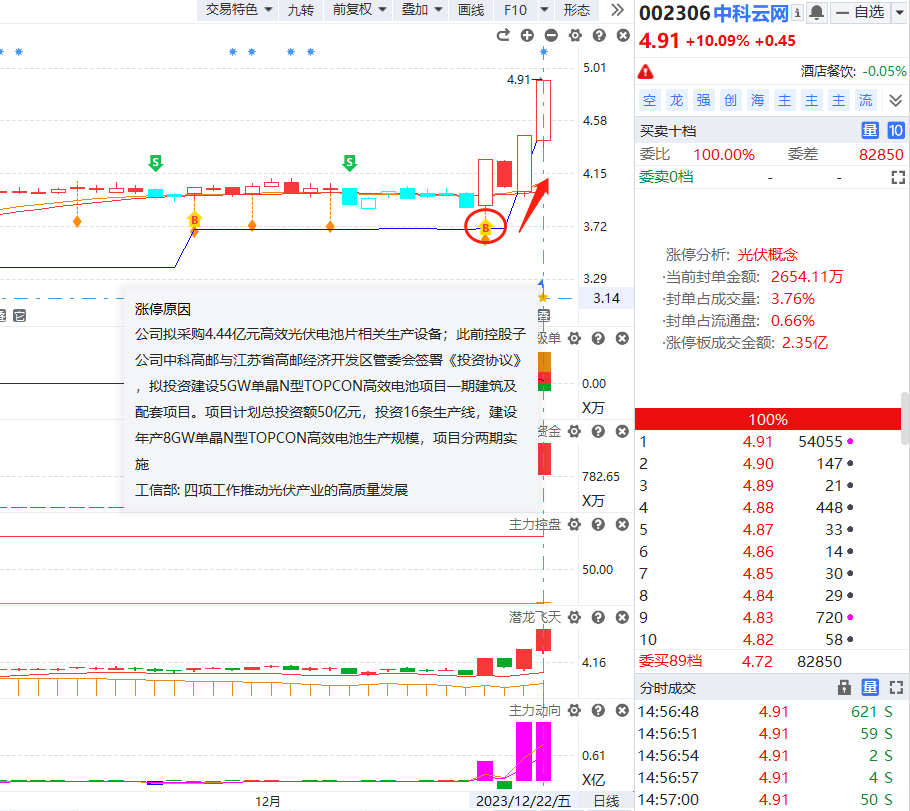 交易特色 九转 前复权 叠加 画线 F10 形态
002306 中科云网 自选
4.91 +10.09% +0.45
酒店餐饮: -0.05%
空 龙 强 创 海 主 主 主 流
买卖十档 量 10
委比 100.00% 委差 82850
委卖0档 - -
涨停分析: 光伏概念
·当前封单金额: 2654.11万
·封单占成交量: 3.76%
·封单占流通盘: 0.66%
·涨停板成交金额: 2.35亿
100%
1 4.91 54055
2 4.90 147
3 4.89 21
4 4.88 448
5 4.87 33
6 4.86 14
7 4.85 30
8 4.84 29
9 4.83 720
10 4.82 58
委买89档 4.72 82850
分时成交 量
14:56:48 4.91 621 S
14:56:51 4.91 59 S
14:56:54 4.91 2 S
14:56:57 4.91 4 S
14:57:00 4.91 50 S
5.01
4.91
4.58
S S
4.15
B B
3.72
3.29
3.14
涨停原因
公司拟采购4.44亿元高效光伏电池片相关生产设备；此前控股子
公司中科高邮与江苏省高邮经济开发区管委会签署《投资协议》
，拟投资建设5GW单晶N型TOPCON高效电池项目一期建筑及
配套项目。项目计划总投资额50亿元，投资16条生产线，建设
年产8GW单晶N型TOPCON高效电池生产规模，项目分两期实
施
工信部: 四项工作推动光伏产业的高质量发展
单
0.00
X万
资金
782.65
X万
主力控盘
50.00
潜龙飞天
4.16
主力动向
0.61
X亿
12月 2023/12/22/五 日线